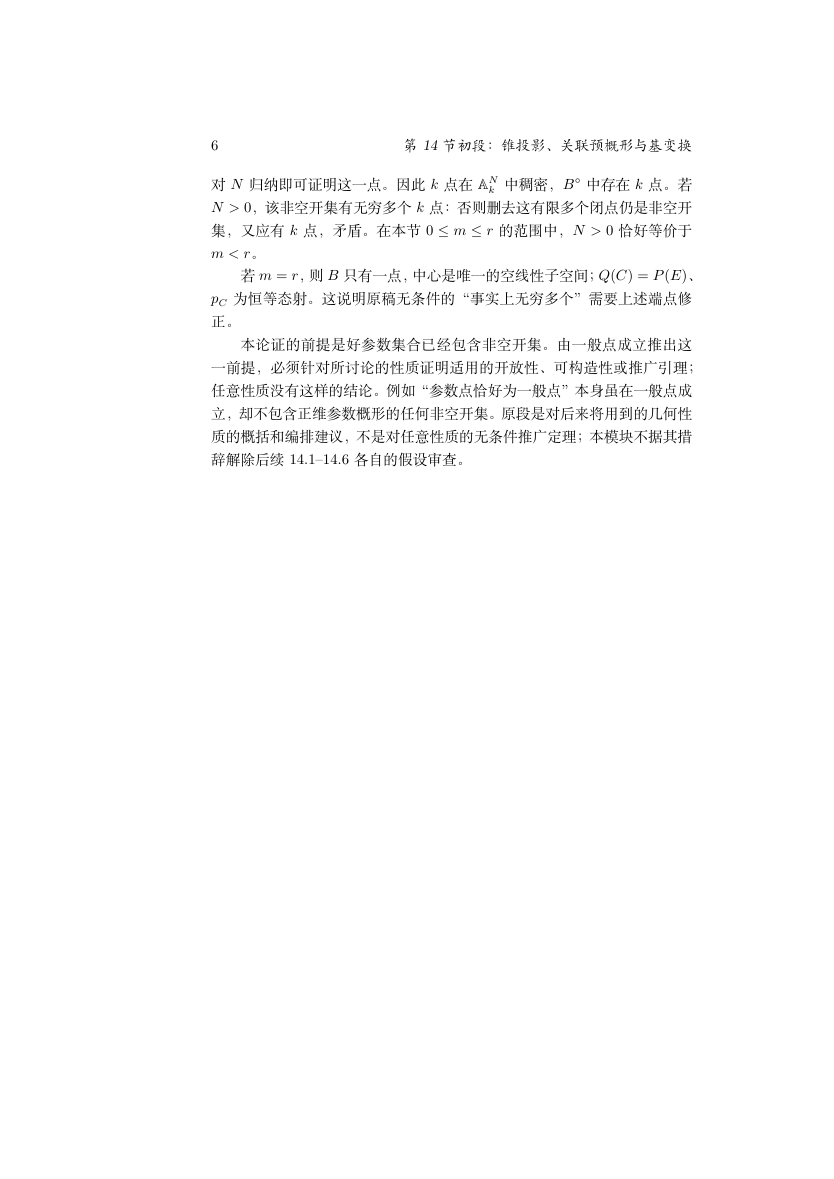 6 第 14 节初段：锥投影、关联预概形与基变换
对 N 归纳即可证明这一点。因此 k 点在 𝔸ₖᴺ 中稠密，B° 中存在 k 点。若
N > 0，该非空开集有无穷多个 k 点：否则删去这有限多个闭点仍是非空开
集，又应有 k 点，矛盾。在本节 0 ≤ m ≤ r 的范围中，N > 0 恰好等价于
m < r。
若 m = r，则 B 只有一点，中心是唯一的空线性子空间；Q(C) = P(E)、
p_C 为恒等态射。这说明原稿无条件的“事实上无穷多个”需要上述端点修
正。
本论证的前提是好参数集合已经包含非空开集。由一般点成立推出这
一前提，必须针对所讨论的性质证明适用的开放性、可构造性或推广引理；
任意性质没有这样的结论。例如“参数点恰好为一般点”本身虽在一般点成
立，却不包含正维参数概形的任何非空开集。原段是对后来将用到的几何性
质的概括和编排建议，不是对任意性质的无条件推广定理；本模块不据其措
辞解除后续 14.1–14.6 各自的假设审查。